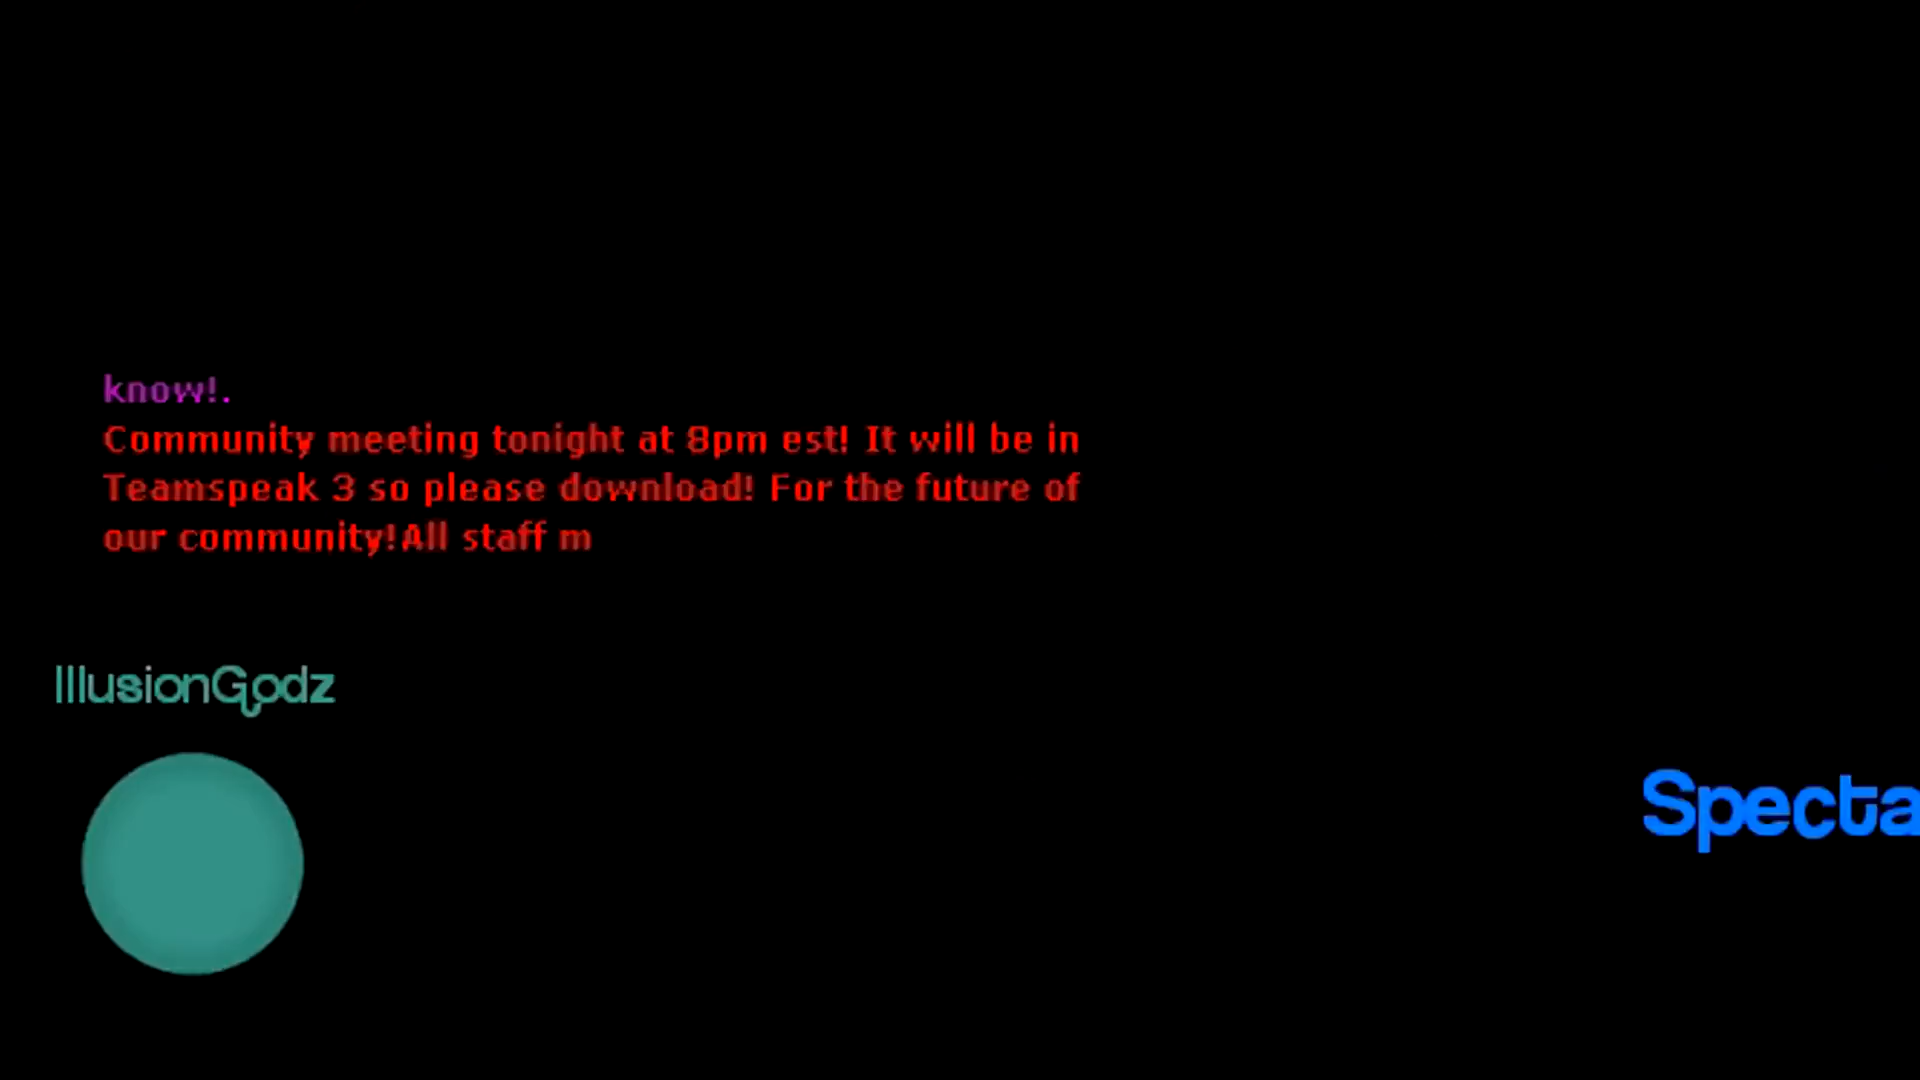 know!.
Community meeting tonight at 8pm est! It will be in
Teamspeak 3 so please download! For the future of
our community!All staff m
IllusionGodz
Specta